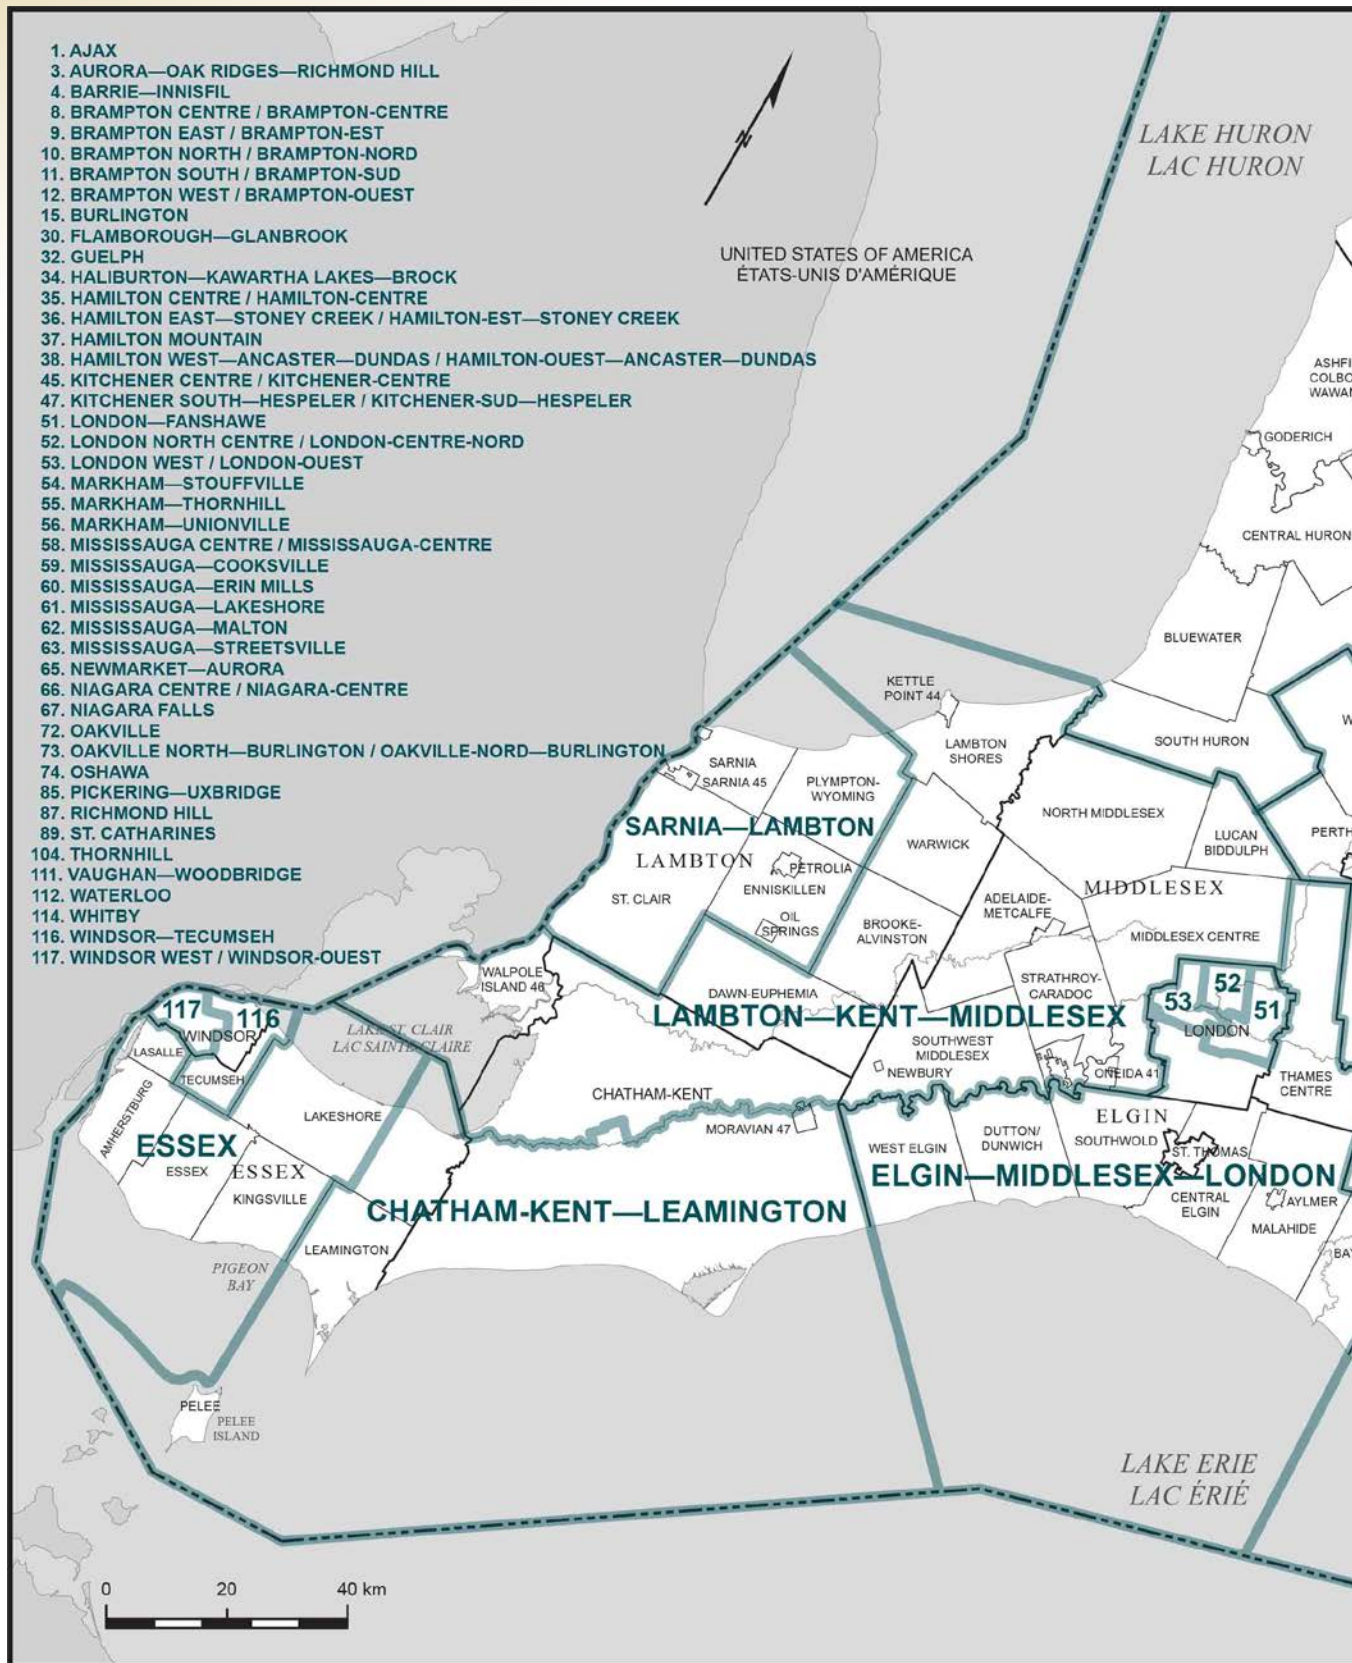 1. AJAX
3. AURORA—OAK RIDGES—RICHMOND HILL
4. BARRIE—INNISFIL
8. BRAMPTON CENTRE / BRAMPTON-CENTRE
9. BRAMPTON EAST / BRAMPTON-EST
10. BRAMPTON NORTH / BRAMPTON-NORD
11. BRAMPTON SOUTH / BRAMPTON-SUD
12. BRAMPTON WEST / BRAMPTON-OUEST
15. BURLINGTON
30. FLAMBOROUGH—GLANBROOK
32. GUELPH
34. HALIBURTON—KAWARTHA LAKES—BROCK
35. HAMILTON CENTRE / HAMILTON-CENTRE
36. HAMILTON EAST—STONEY CREEK / HAMILTON-EST—STONEY CREEK
37. HAMILTON MOUNTAIN
38. HAMILTON WEST—ANCASTER—DUNDAS / HAMILTON-OUEST—ANCASTER—DUNDAS
45. KITCHENER CENTRE / KITCHENER-CENTRE
47. KITCHENER SOUTH—HESPELER / KITCHENER-SUD—HESPELER
51. LONDON—FANSHAWE
52. LONDON NORTH CENTRE / LONDON-CENTRE-NORD
53. LONDON WEST / LONDON-OUEST
54. MARKHAM—STOUFFVILLE
55. MARKHAM—THORNHILL
56. MARKHAM—UNIONVILLE
58. MISSISSAUGA CENTRE / MISSISSAUGA-CENTRE
59. MISSISSAUGA—COOKSVILLE
60. MISSISSAUGA—ERIN MILLS
61. MISSISSAUGA—LAKESHORE
62. MISSISSAUGA—MALTON
63. MISSISSAUGA—STREETSVILLE
65. NEWMARKET—AURORA
66. NIAGARA CENTRE / NIAGARA-CENTRE
67. NIAGARA FALLS
72. OAKVILLE
73. OAKVILLE NORTH—BURLINGTON / OAKVILLE-NORD—BURLINGTON
74. OSHAWA
85. PICKERING—UXBRIDGE
87. RICHMOND HILL
89. ST. CATHARINES
104. THORNHILL
111. VAUGHAN—WOODBRIDGE
112. WATERLOO
114. WHITBY
116. WINDSOR—TECUMSEH
117. WINDSOR WEST / WINDSOR-OUEST
N
LAKE HURON
LAC HURON
UNITED STATES OF AMERICA
ÉTATS-UNIS D'AMÉRIQUE
ASHFI
COLBO
WAWAN
GODERICH
CENTRAL HURON
BLUEWATER
KETTLE
POINT 44
LAMBTON
SHORES
SOUTH HURON
W
SARNIA
SARNIA 45
PLYMPTON-
WYOMING
NORTH MIDDLESEX
LUCAN
BIDDULPH
PERTH
SARNIA—LAMBTON
LAMBTON
WARWICK
PETROLIA
ENNISKILLEN
ST. CLAIR
OIL
SPRINGS
BROOKE-
ALVINSTON
ADELAIDE-
METCALFE
MIDDLESEX
MIDDLESEX CENTRE
WALPOLE
ISLAND 46
DAWN-EUPHEMIA
STRATHROY-
CARADOC
LAMBTON—KENT—MIDDLESEX
53
52
51
LONDON
117
116
WINDSOR
LAKE ST. CLAIR
LAC SAINTE-CLAIRE
LASALLE
TECUMSEH
SOUTHWEST
MIDDLESEX
NEWBURY
ONEIDA 41
THAMES
CENTRE
AMHERSTBURG
LAKESHORE
CHATHAM-KENT
MORAVIAN 47
ELGIN
ESSEX
ESSEX
ESSEX
KINGSVILLE
WEST ELGIN
DUTTON/
DUNWICH
SOUTHWOLD
ST. THOMAS
ELGIN—MIDDLESEX—LONDON
CHATHAM-KENT—LEAMINGTON
CENTRAL
ELGIN
AYLMER
MALAHIDE
BAY
LEAMINGTON
PIGEON
BAY
PELEE
PELEE
ISLAND
LAKE ERIE
LAC ÉRIÉ
0 20 40 km